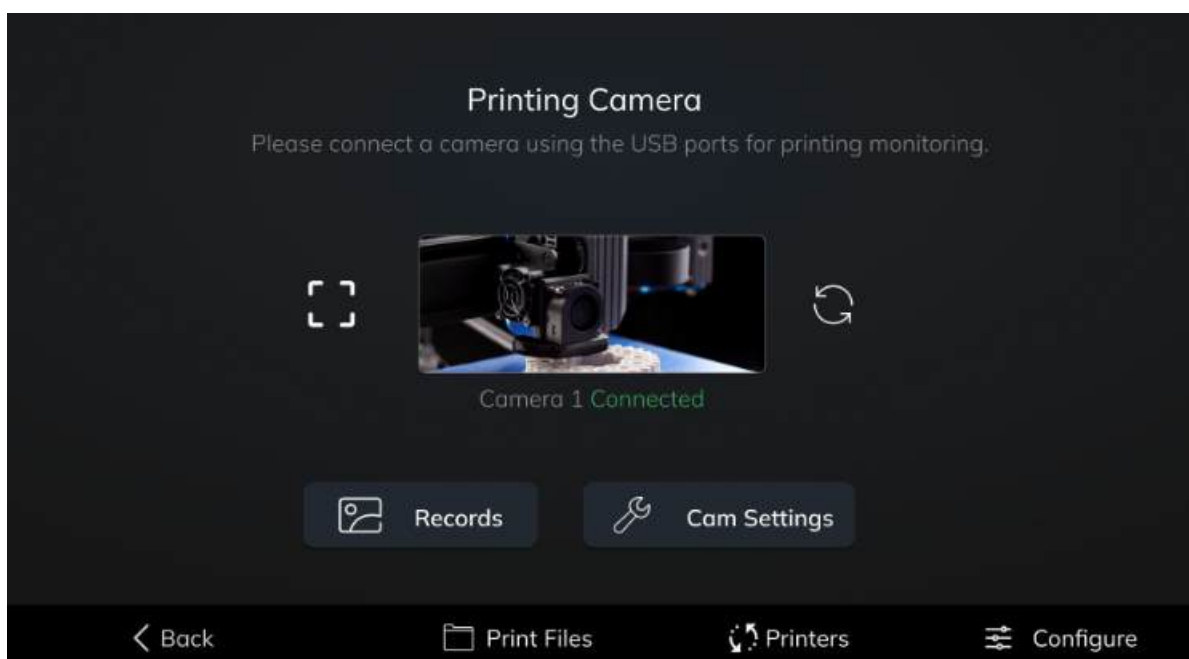 Printing Camera
Please connect a camera using the USB ports for printing monitoring.
Camera 1 Connected
Records
Cam Settings
Back
Print Files
Printers
Configure